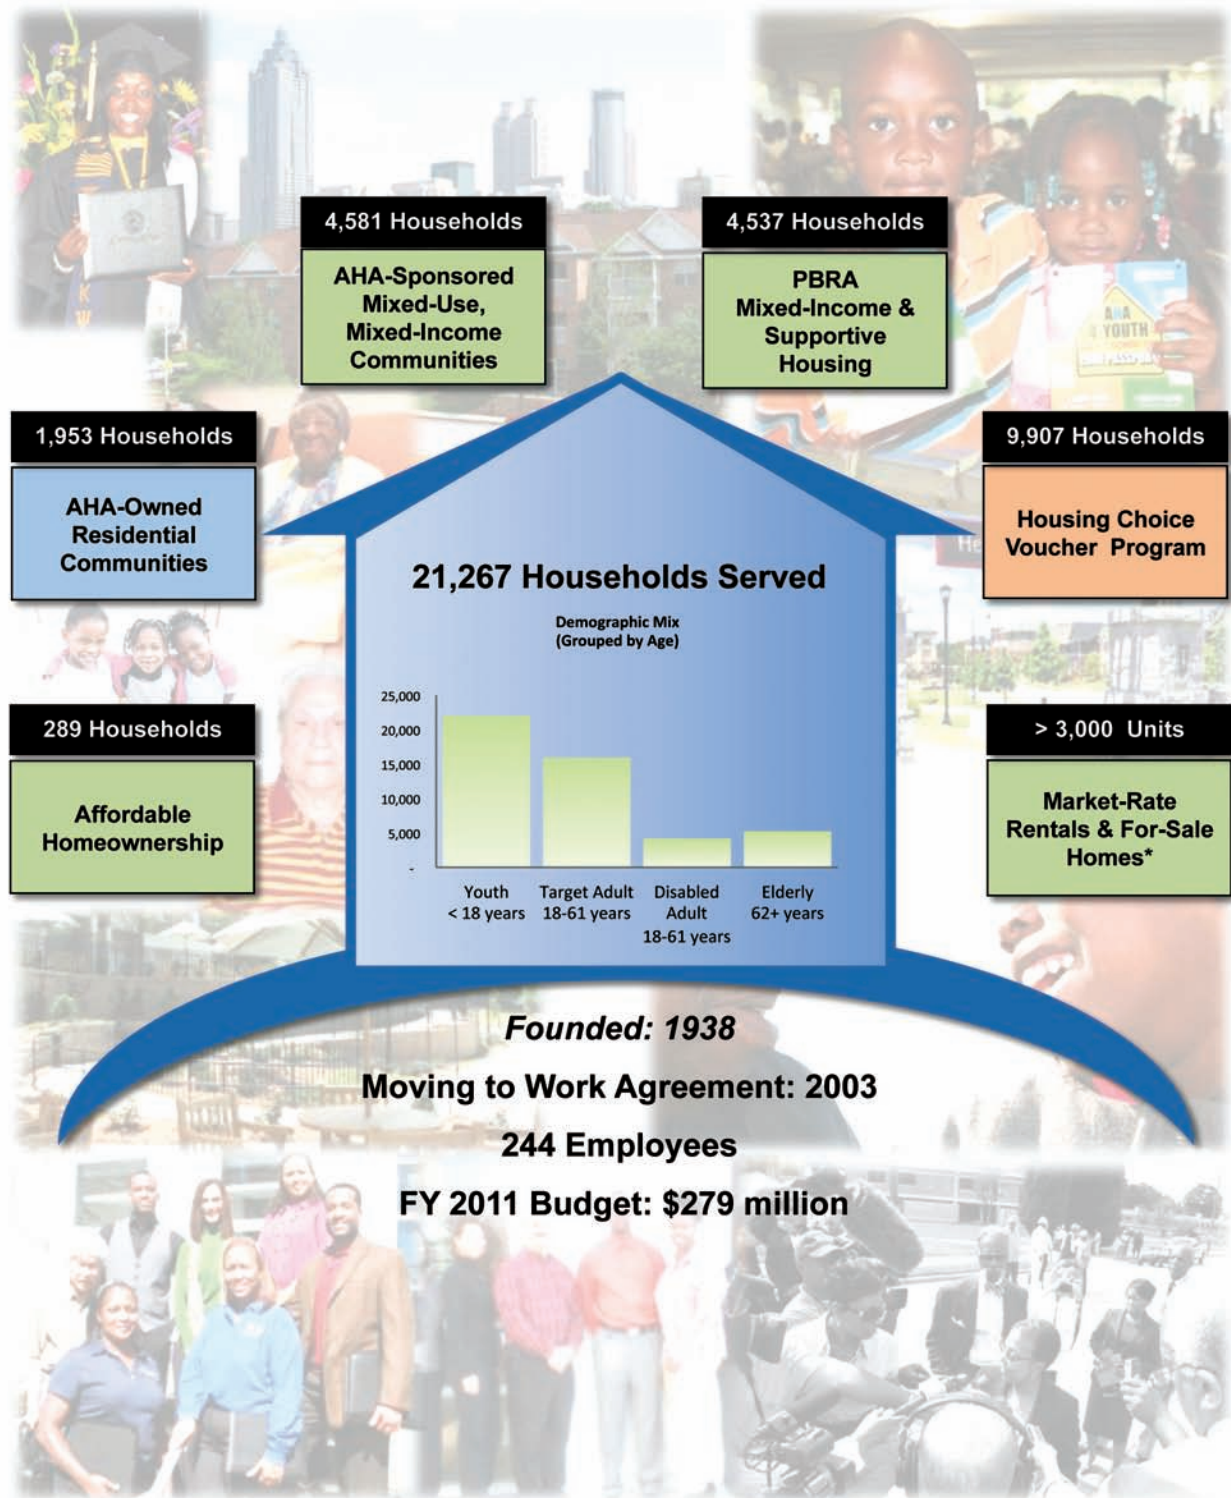 4,581 Households
AHA-Sponsored
Mixed-Use,
Mixed-Income
Communities
4,537 Households
PBRA
Mixed-Income &
Supportive
Housing
AHA
4 YOUTH
1,953 Households
AHA-Owned
Residential
Communities
9,907 Households
Housing Choice
Voucher Program
21,267 Households Served
Demographic Mix
(Grouped by Age)
25,000
20,000
15,000
10,000
5,000
-
Youth
< 18 years
Target Adult
18-61 years
Disabled
Adult
18-61 years
Elderly
62+ years
289 Households
Affordable
Homeownership
> 3,000 Units
Market-Rate
Rentals & For-Sale
Homes*
Founded: 1938
Moving to Work Agreement: 2003
244 Employees
FY 2011 Budget: $279 million